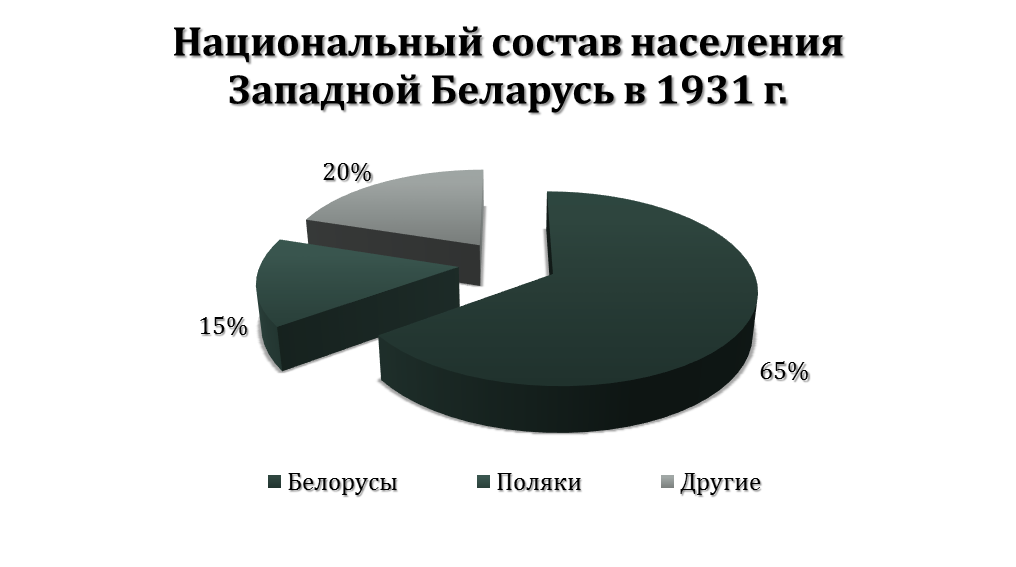 Национальный состав населения
Западной Беларусь в 1931 г.
20%
15%
65%
Белорусы
Поляки
Другие